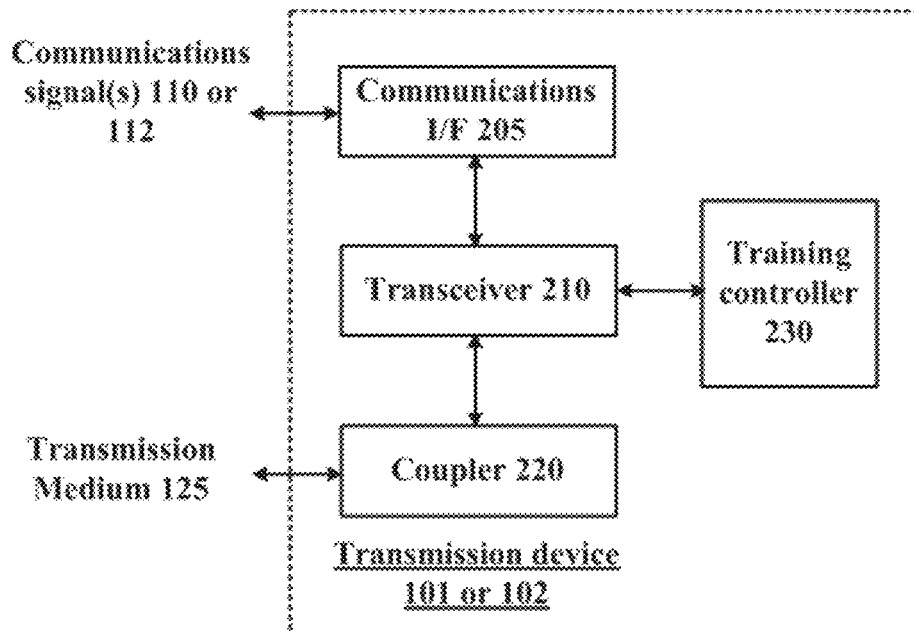 Communications
signal(s) 110 or
112
Communications
I/F 205
Transceiver 210
Training
controller
230
Transmission
Medium 125
Coupler 220
Transmission device
101 or 102